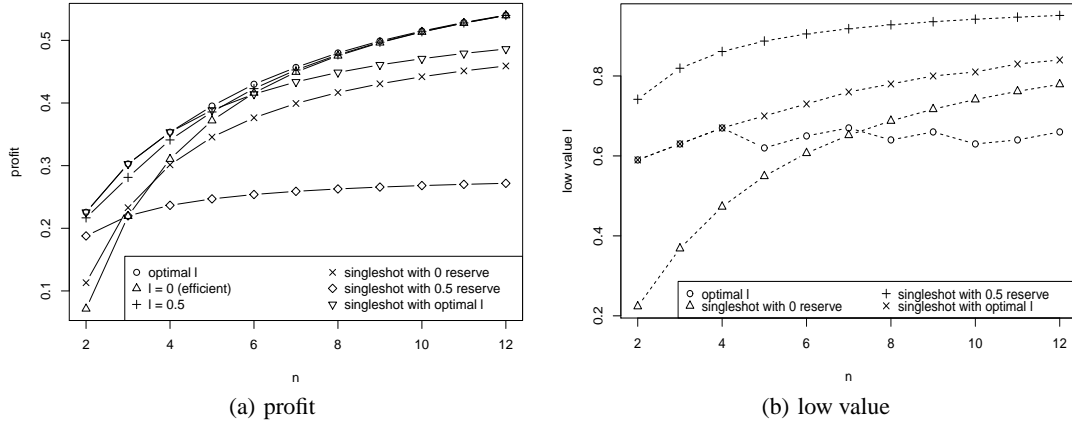 profit
0.5
0.4
0.3
0.2
0.1
optimal l
l = 0 (efficient)
l = 0.5
singleshot with 0 reserve
singleshot with 0.5 reserve
singleshot with optimal l
2 4 6 8 10 12
n
(a) profit
low value l
0.8
0.6
0.4
0.2
optimal l
singleshot with 0 reserve
singleshot with 0.5 reserve
singleshot with optimal l
2 4 6 8 10 12
n
(b) low value